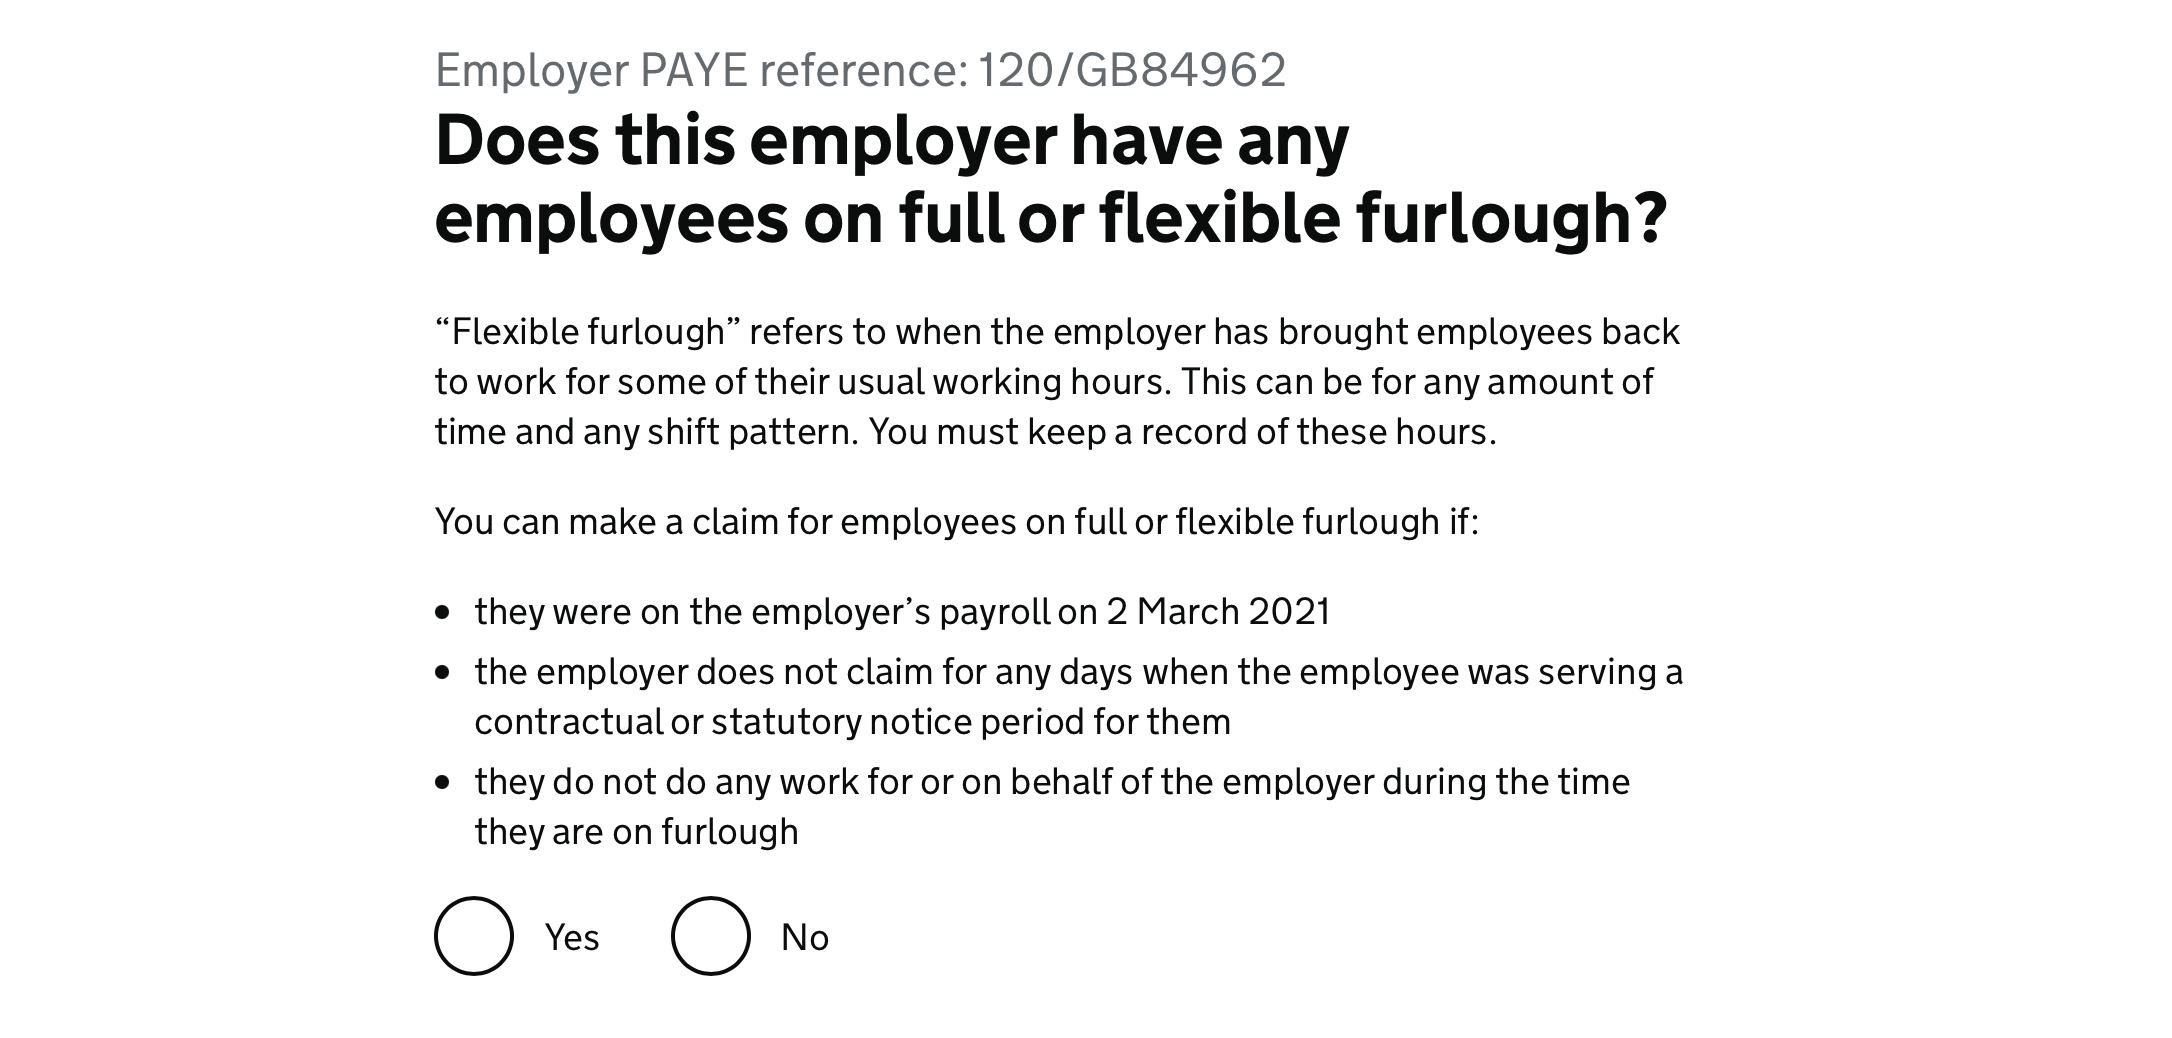 Employer PAYE reference: 120/GB84962
Does this employer have any
employees on full or flexible furlough?
“Flexible furlough” refers to when the employer has brought employees back
to work for some of their usual working hours. This can be for any amount of
time and any shift pattern. You must keep a record of these hours.
You can make a claim for employees on full or flexible furlough if:
• they were on the employer’s payroll on 2 March 2021
• the employer does not claim for any days when the employee was serving a
contractual or statutory notice period for them
• they do not do any work for or on behalf of the employer during the time
they are on furlough
Yes No